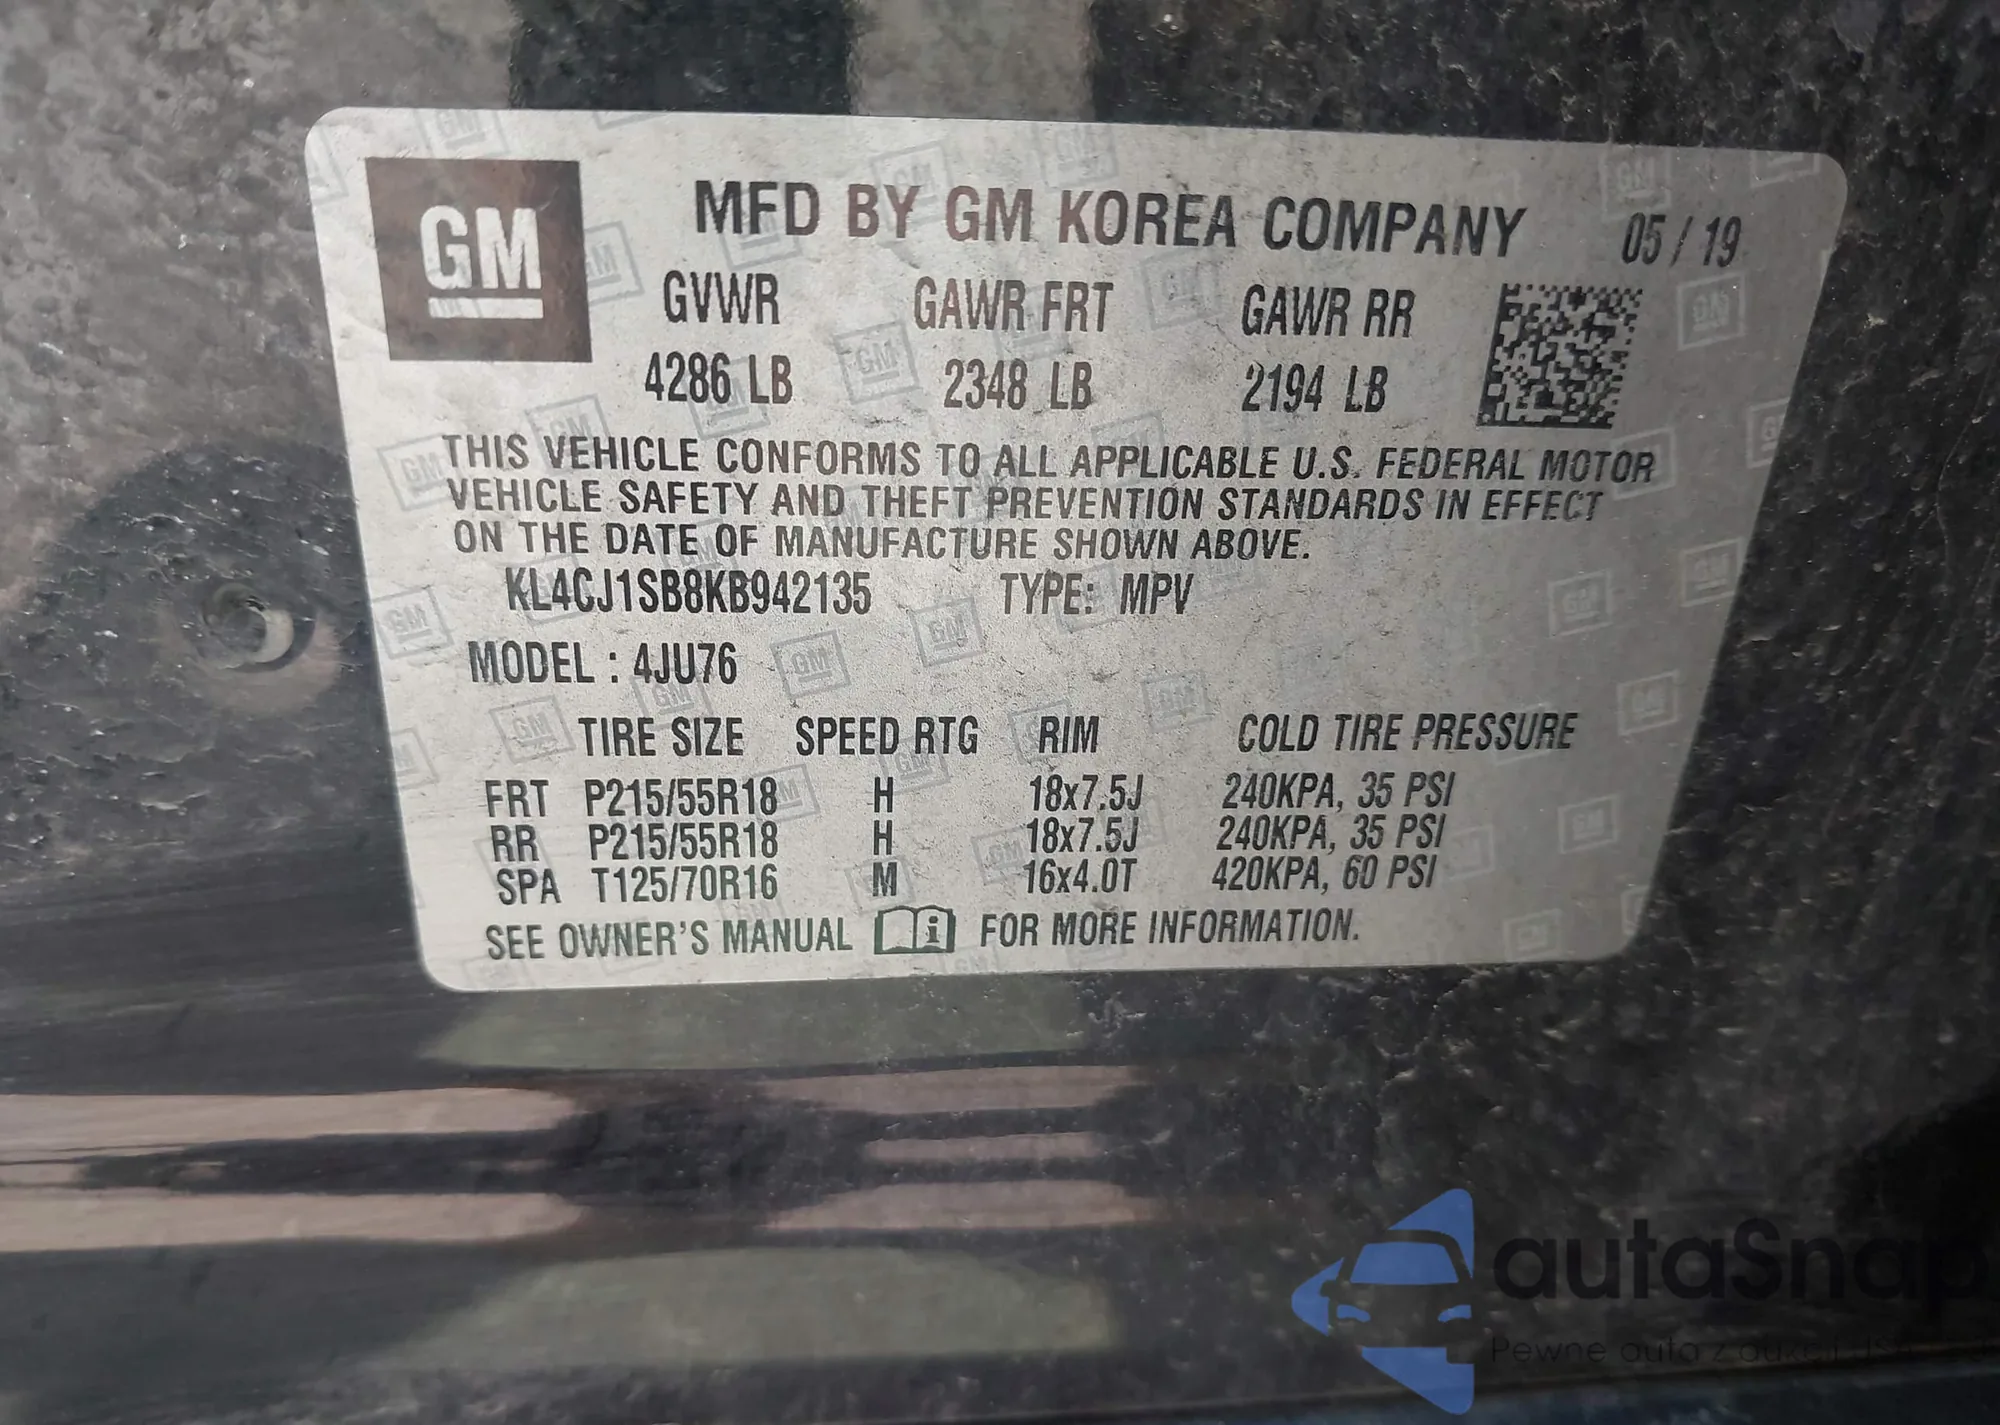 GM
MFD BY GM KOREA COMPANY 05 / 19
GVWR GAWR FRT GAWR RR
4286 LB 2348 LB 2194 LB
THIS VEHICLE CONFORMS TO ALL APPLICABLE U.S. FEDERAL MOTOR
VEHICLE SAFETY AND THEFT PREVENTION STANDARDS IN EFFECT
ON THE DATE OF MANUFACTURE SHOWN ABOVE.
KL4CJ1SB8KB942135 TYPE: MPV
MODEL : 4JU76
TIRE SIZE SPEED RTG RIM COLD TIRE PRESSURE
FRT P215/55R18 H 18x7.5J 240KPA, 35 PSI
RR P215/55R18 H 18x7.5J 240KPA, 35 PSI
SPA T125/70R16 M 16x4.0T 420KPA, 60 PSI
SEE OWNER'S MANUAL i FOR MORE INFORMATION.
autaSnap
Pewne auta z aukcji